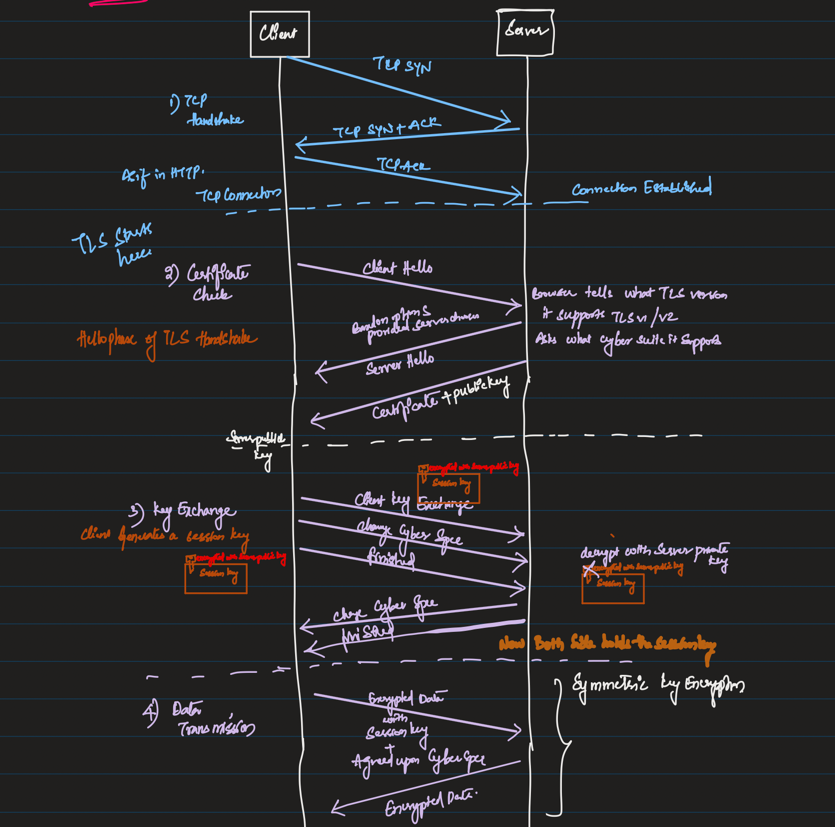 Client
Server
TCP SYN
1) TCP
Handshake
TCP SYN + ACK
TCP Ack
As if in HTTP.
TCP Connection
Connection Established
TLS Starts
here
2) Certificate
Check
Client Hello
Browser tells what TLS version
it supports TLS v1/v2
Asks what cyber suite it supports
Based on options
provided server chooses
Hello phase of TLS Handshake
Server Hello
Certificate + public key
Server public
key
encrypted with server public key
Session key
3) Key Exchange
Client Key Exchange
Client Generates a session key
Change Cyber Spec
finished
encrypted with server public key
Session key
decrypt with Server private
key
encrypted with server public key
Session key
Change Cyber Spec
finished
Now Both Side holds the Session key
Symmetric Key Encryption
4) Data
Transmission
Encrypted Data
with
Session key
+
Agreed upon Cyber Spec
Encrypted Data.